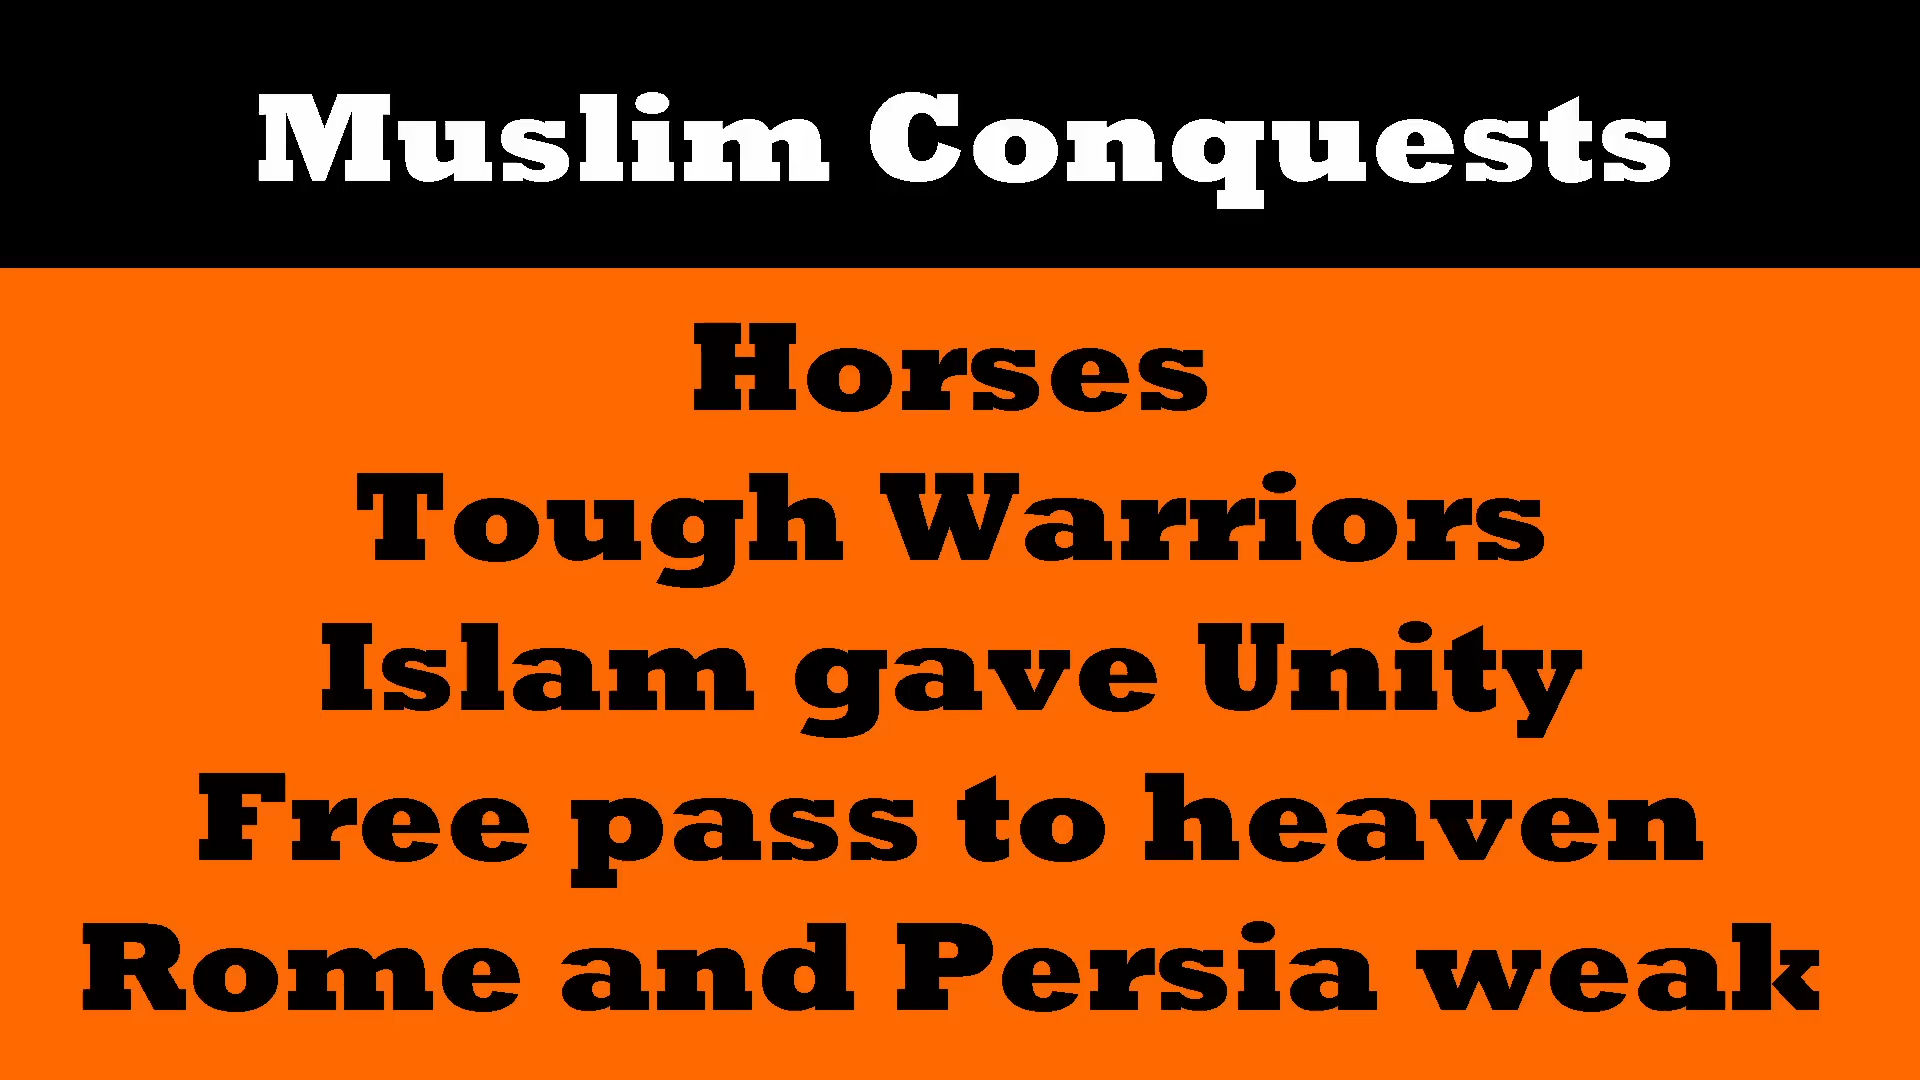 Muslim Conquests
Horses
Tough Warriors
Islam gave Unity
Free pass to heaven
Rome and Persia weak